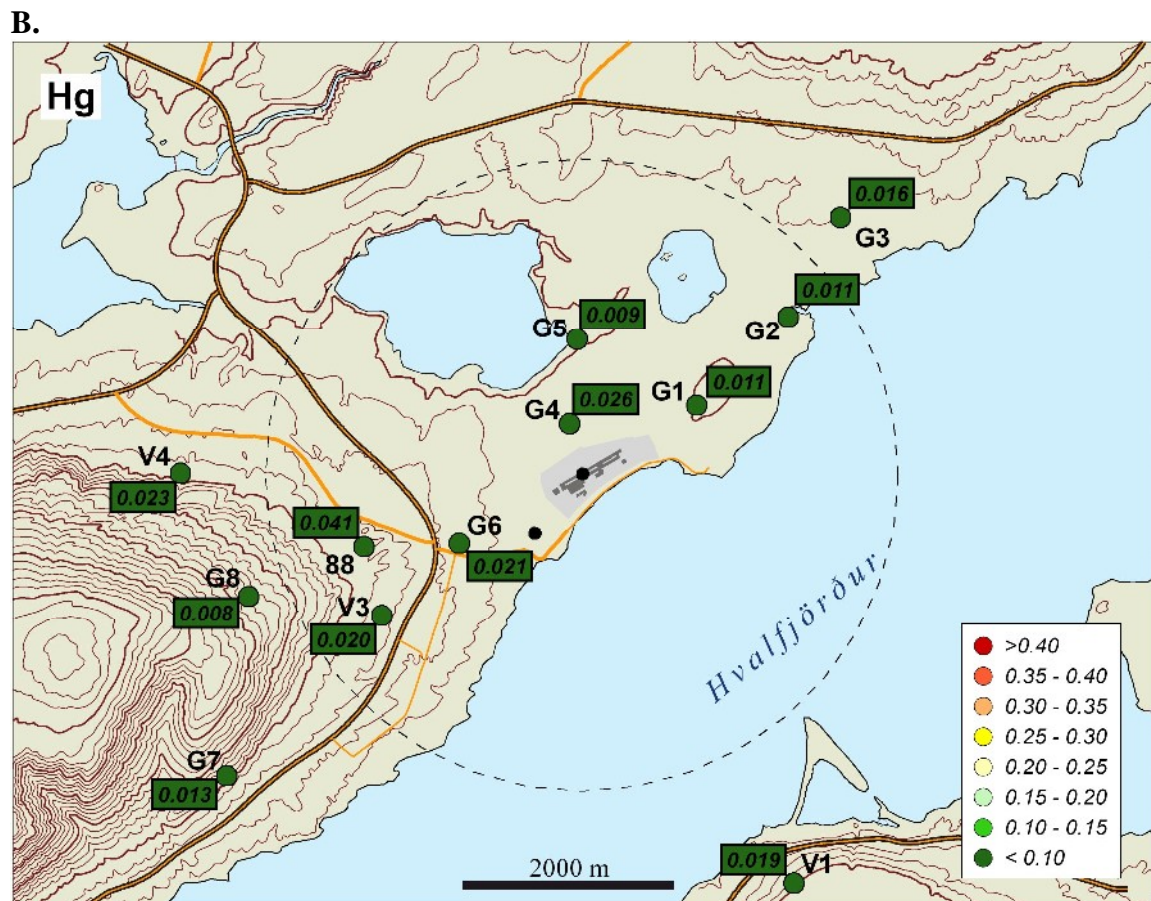 B.
Hg
0.016
G3
0.011
G2
0.009
G5
0.011
G1
0.026
G4
V4
0.023
0.041
88
G6
0.021
G8
0.008
V3
0.020
G7
0.013
Hvalfjörður
>0.40
0.35 - 0.40
0.30 - 0.35
0.25 - 0.30
0.20 - 0.25
0.15 - 0.20
0.10 - 0.15
< 0.10
2000 m
0.019
V1